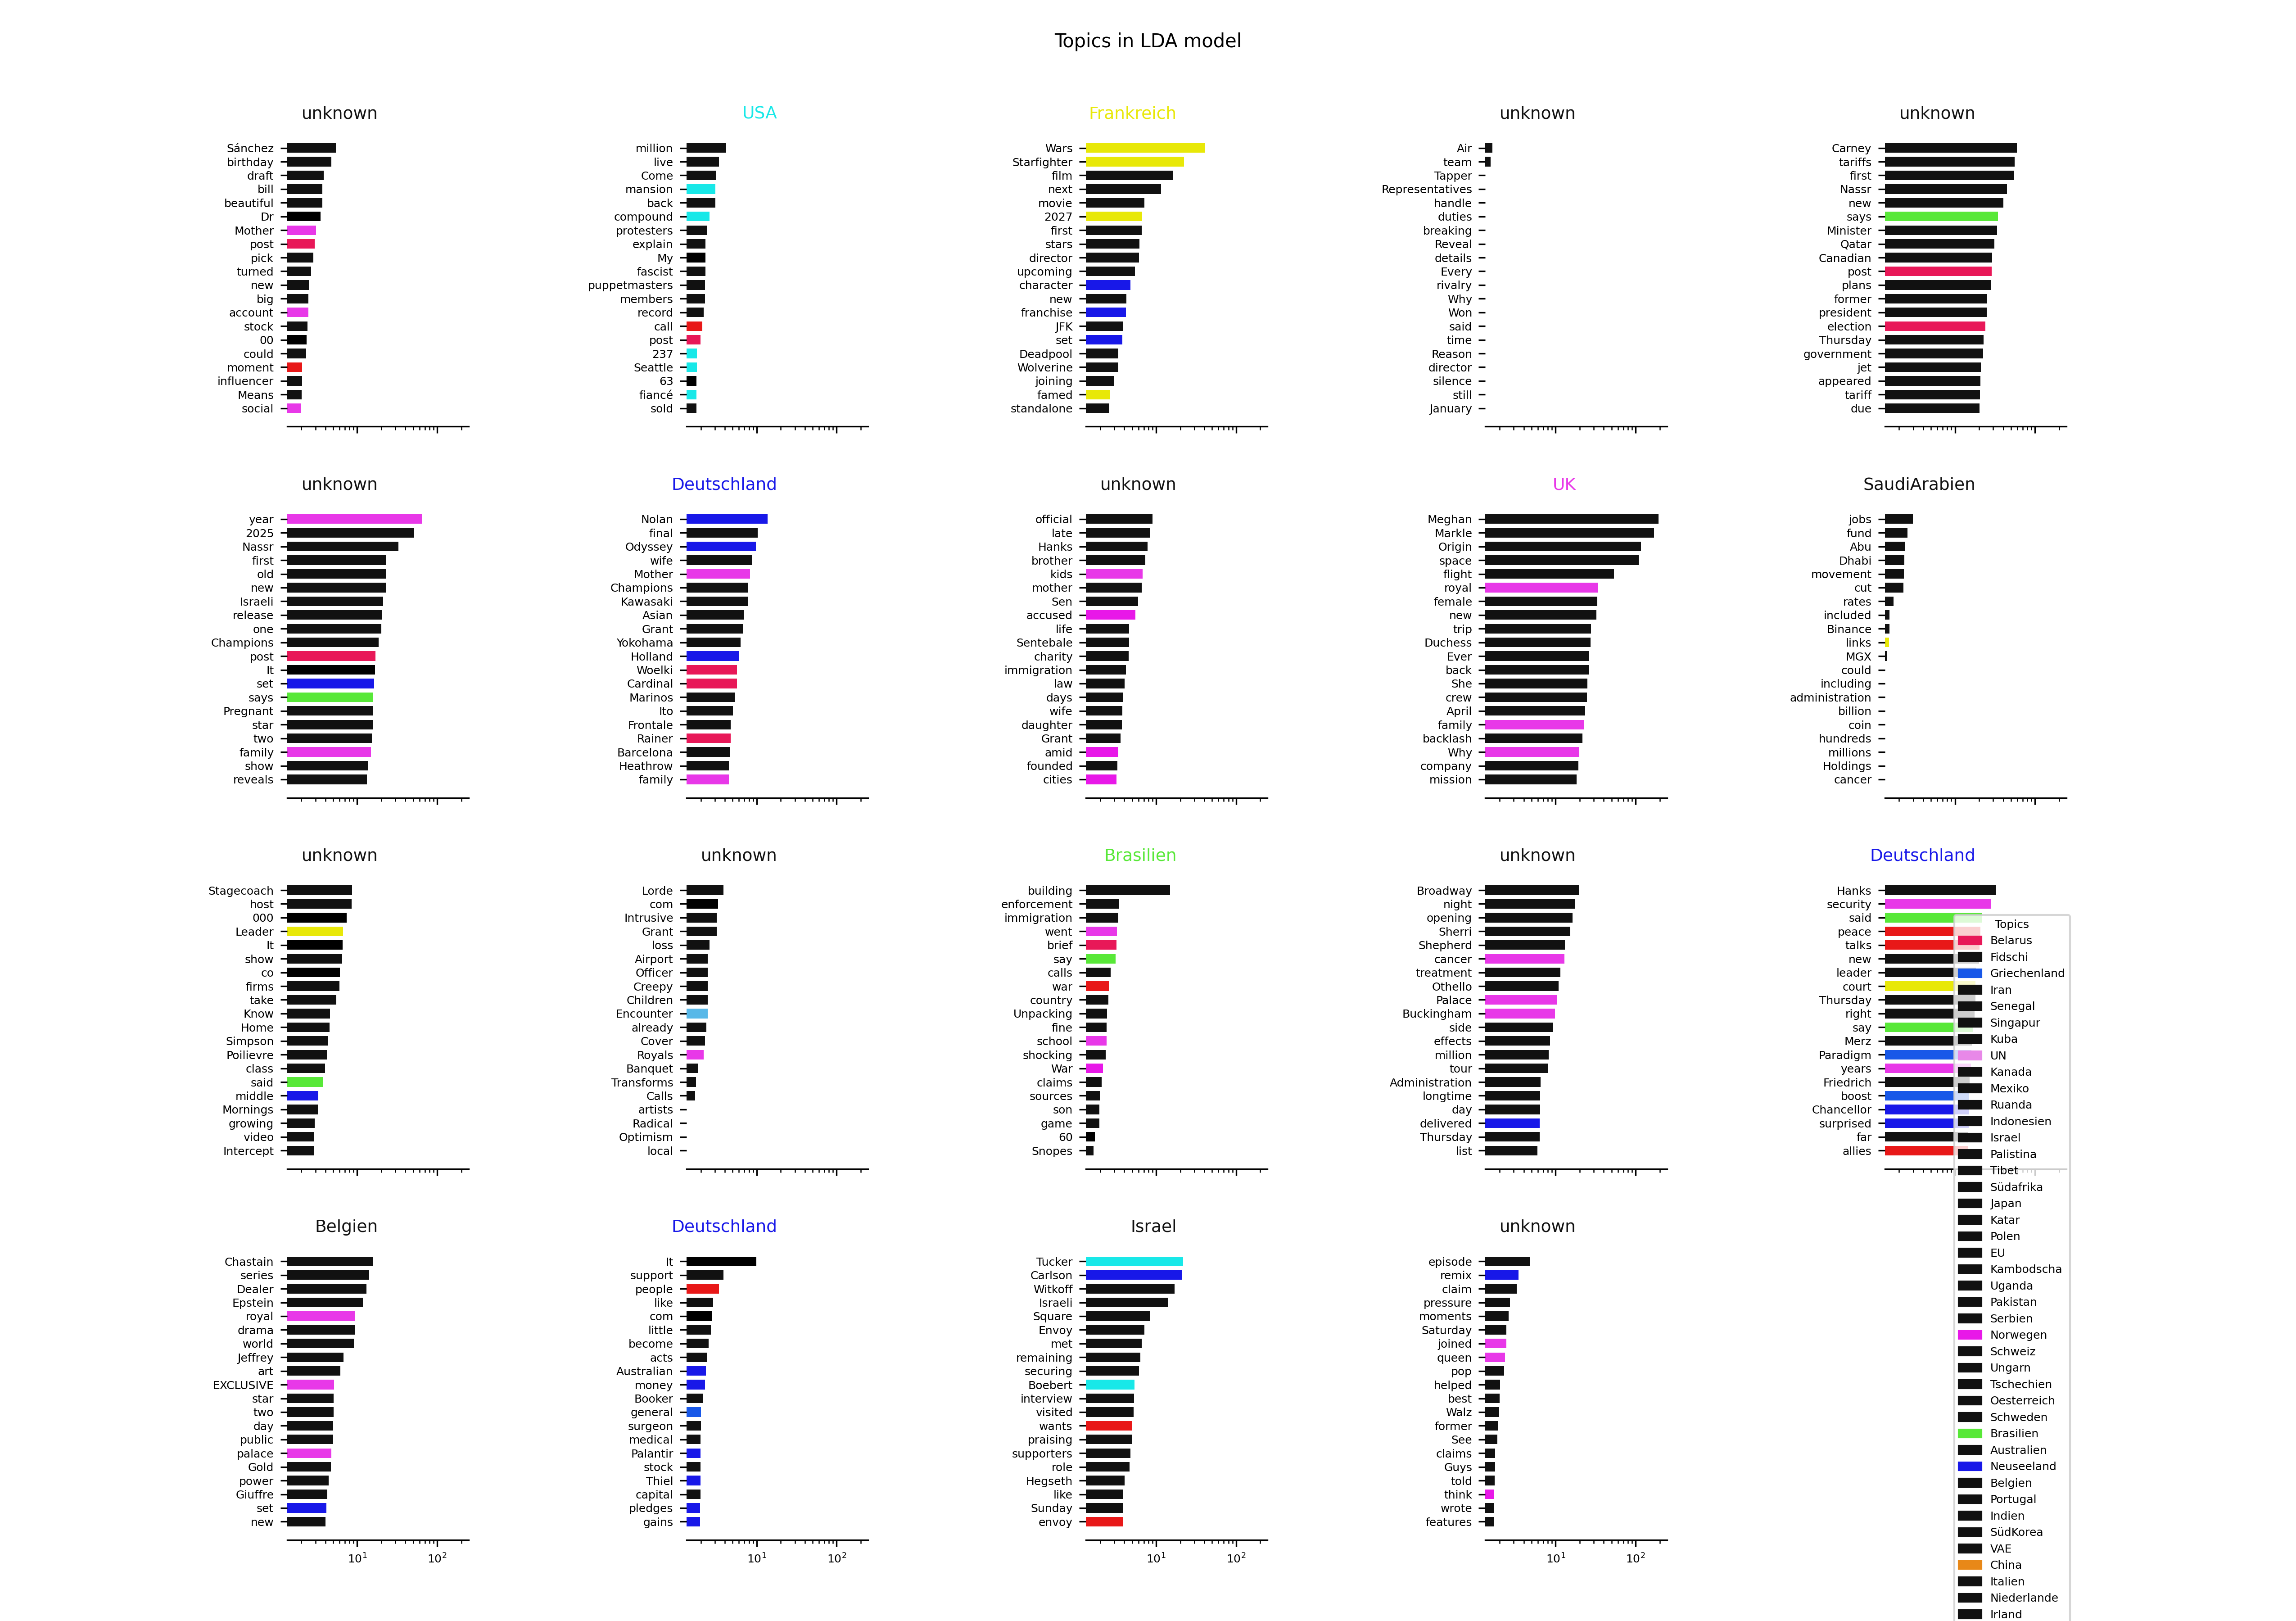 Topics in LDA model
unknown
Sánchez
birthday
draft
bill
beautiful
Dr
Mother
post
pick
turned
new
big
account
stock
00
could
moment
influencer
Means
social
USA
million
live
Come
mansion
back
compound
protesters
explain
My
fascist
puppetmasters
members
record
call
post
237
Seattle
63
fiancé
sold
Frankreich
Wars
Starfighter
film
next
movie
2027
first
stars
director
upcoming
character
new
franchise
JFK
set
Deadpool
Wolverine
joining
famed
standalone
unknown
Air
team
Tapper
Representatives
handle
duties
breaking
Reveal
details
Every
rivalry
Why
Won
said
time
Reason
director
silence
still
January
unknown
Carney
tariffs
first
Nassr
new
says
Minister
Qatar
Canadian
post
plans
former
president
election
Thursday
government
jet
appeared
tariff
due
unknown
year
2025
Nassr
first
old
new
Israeli
release
one
Champions
post
It
set
says
Pregnant
star
two
family
show
reveals
Deutschland
Nolan
final
Odyssey
wife
Mother
Champions
Kawasaki
Asian
Grant
Yokohama
Holland
Woelki
Cardinal
Marinos
Ito
Frontale
Rainer
Barcelona
Heathrow
family
unknown
official
late
Hanks
brother
kids
mother
Sen
accused
life
Sentebale
charity
immigration
law
days
wife
daughter
Grant
amid
founded
cities
UK
Meghan
Markle
Origin
space
flight
royal
female
new
trip
Duchess
Ever
back
She
crew
April
family
backlash
Why
company
mission
SaudiArabien
jobs
fund
Abu
Dhabi
movement
cut
rates
included
Binance
links
MGX
could
including
administration
billion
coin
hundreds
millions
Holdings
cancer
unknown
Stagecoach
host
000
Leader
It
show
co
firms
take
Know
Home
Simpson
Poilievre
class
said
middle
Mornings
growing
video
Intercept
unknown
Lorde
com
Intrusive
Grant
loss
Airport
Officer
Creepy
Children
Encounter
already
Cover
Royals
Banquet
Transforms
Calls
artists
Radical
Optimism
local
Brasilien
building
enforcement
immigration
went
brief
say
calls
war
country
Unpacking
fine
school
shocking
War
claims
sources
son
game
60
Snopes
unknown
Broadway
night
opening
Sherri
Shepherd
cancer
treatment
Othello
Palace
Buckingham
side
effects
million
tour
Administration
longtime
day
delivered
Thursday
list
Deutschland
Hanks
security
said
peace
talks
new
leader
court
Thursday
right
say
Merz
Paradigm
years
Friedrich
boost
Chancellor
surprised
far
allies
Belgien
Chastain
series
Dealer
Epstein
royal
drama
world
Jeffrey
art
EXCLUSIVE
star
two
day
public
palace
Gold
power
Giuffre
set
new
10¹ 10²
Deutschland
It
support
people
like
com
little
become
acts
Australian
money
Booker
general
surgeon
medical
Palantir
stock
Thiel
capital
pledges
gains
10¹ 10²
Israel
Tucker
Carlson
Witkoff
Israeli
Square
Envoy
met
remaining
securing
Boebert
interview
visited
wants
praising
supporters
role
Hegseth
like
Sunday
envoy
10¹ 10²
unknown
episode
remix
claim
pressure
moments
Saturday
joined
queen
pop
helped
best
Walz
former
See
claims
Guys
told
think
wrote
features
10¹ 10²
Topics
Belarus
Fidschi
Griechenland
Iran
Senegal
Singapur
Kuba
UN
Kanada
Mexiko
Ruanda
Indonesien
Israel
Palistina
Tibet
Südafrika
Japan
Katar
Polen
EU
Kambodscha
Uganda
Pakistan
Serbien
Norwegen
Schweiz
Ungarn
Tschechien
Oesterreich
Schweden
Brasilien
Australien
Neuseeland
Belgien
Portugal
Indien
SüdKorea
VAE
China
Italien
Niederlande
Irland